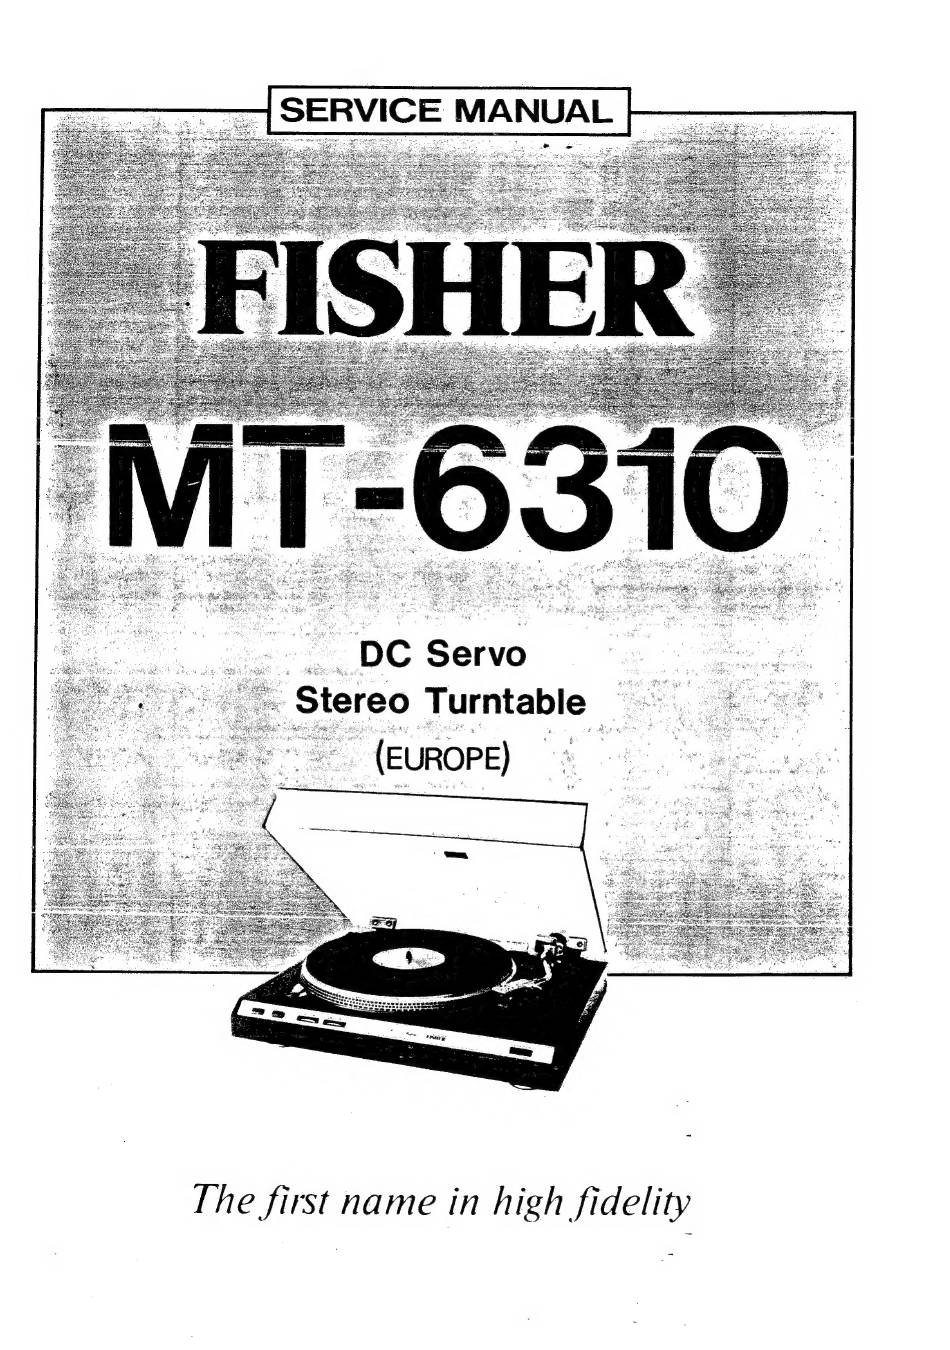 SERVICE MANUAL
FISHER
MT-6310
DC Servo
Stereo Turntable
(EUROPE)
The first name in high fidelity